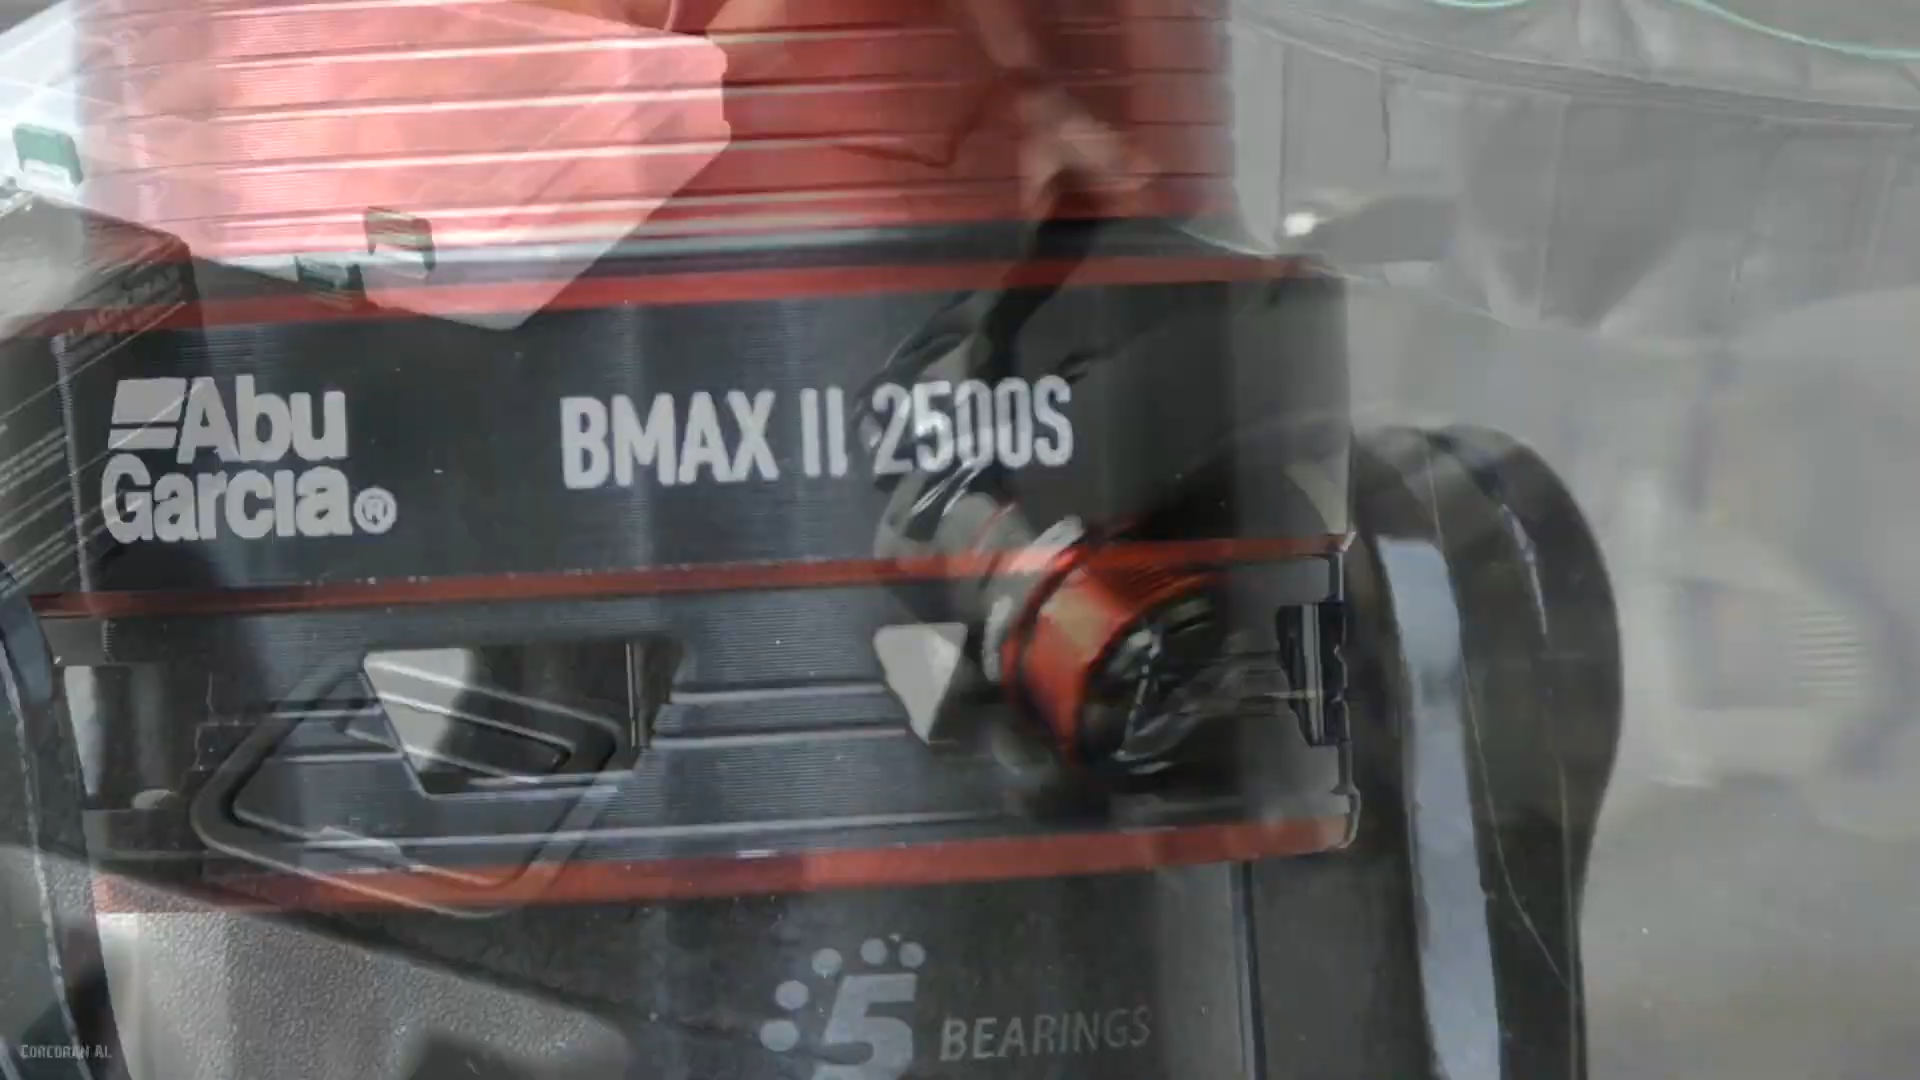 Abu
Garcia®
BMAX II 2500S
5
BEARINGS
CORCORAN AL